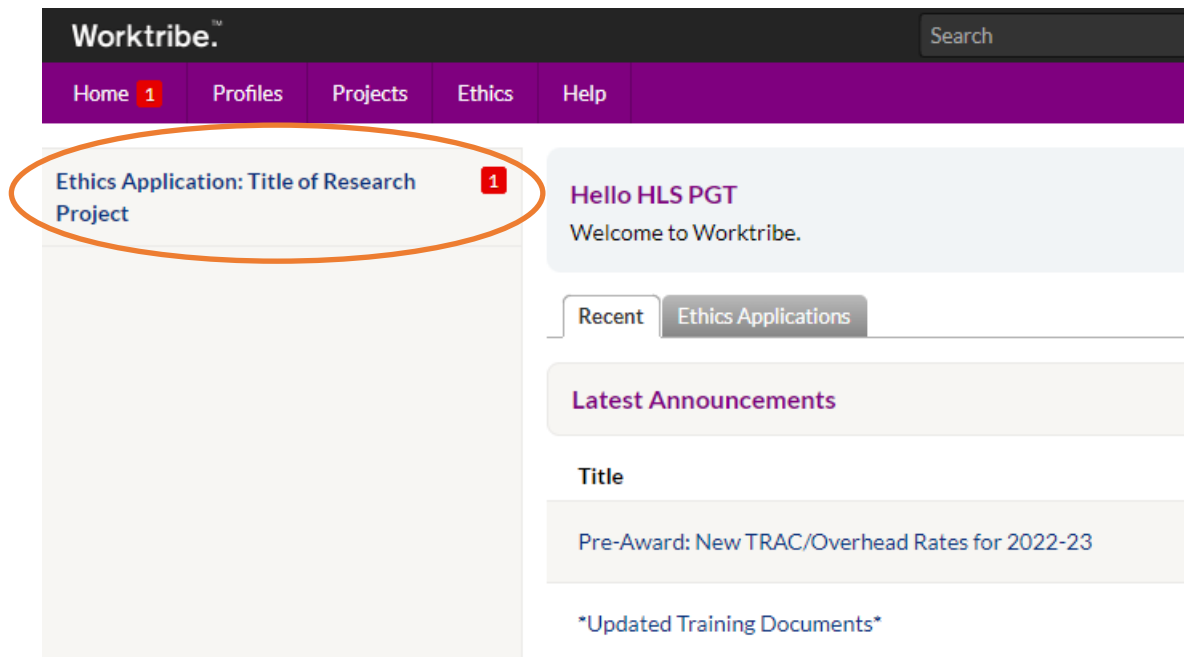 Worktribe.™
Search
Home 1 Profiles Projects Ethics Help
Ethics Application: Title of Research 1
Project
Hello HLS PGT
Welcome to Worktribe.
Recent Ethics Applications
Latest Announcements
Title
Pre-Award: New TRAC/Overhead Rates for 2022-23
*Updated Training Documents*